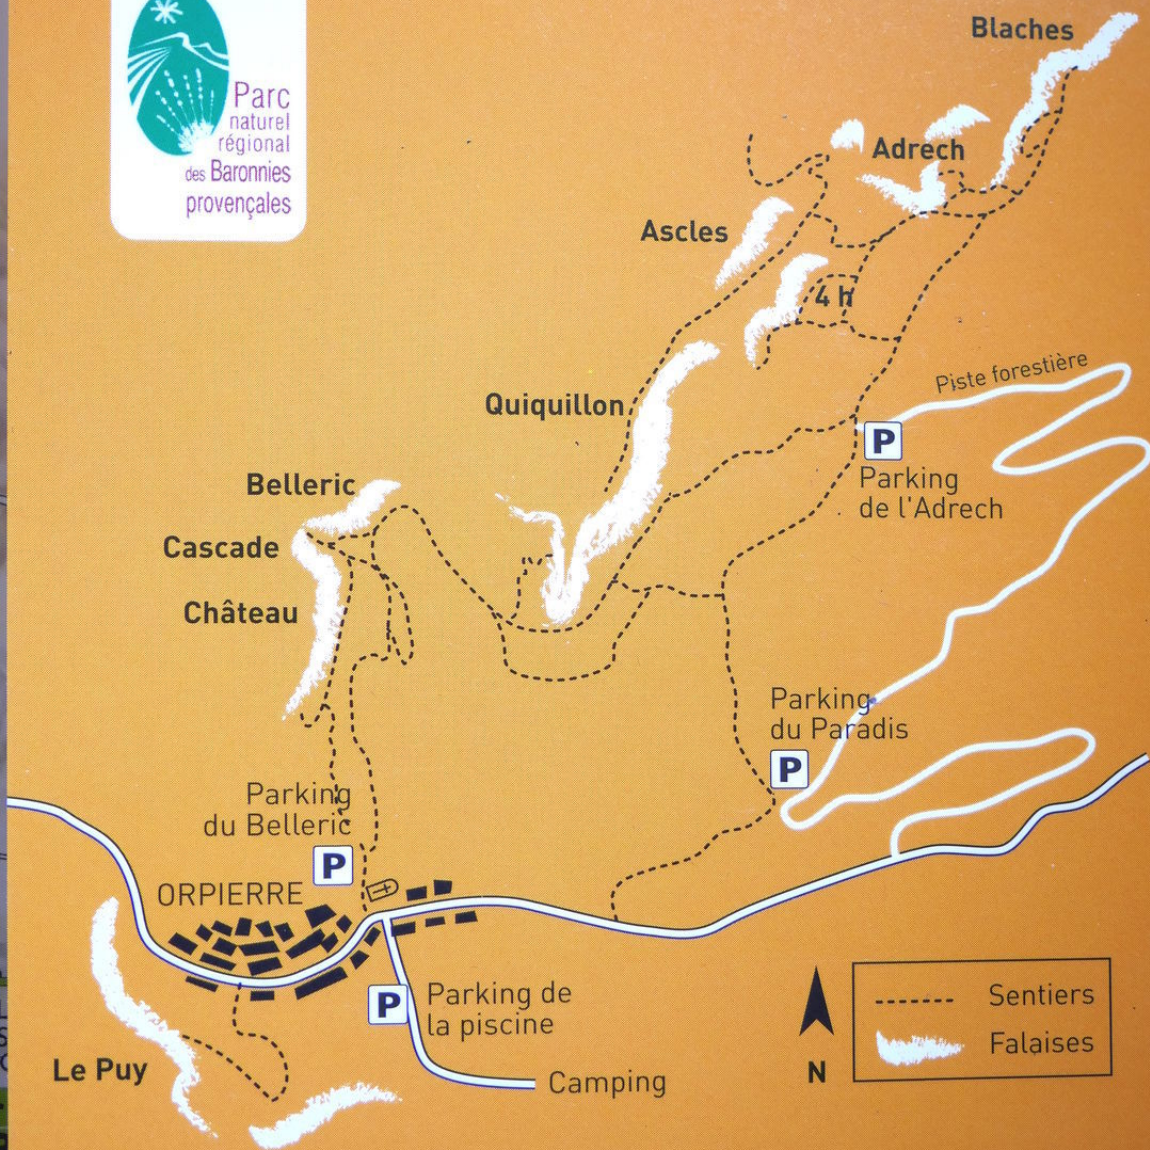 Parc
naturel
régional
des Baronnies
provençales
Blaches
Adrech
Ascles
4 h
Piste forestière
Quiquillon
P
Parking
de l'Adrech
Belleric
Cascade
Château
Parking
du Paradis
P
Parking
du Belleric
P
ORPIERRE
P
Parking de
la piscine
Camping
Le Puy
N
Sentiers
Falaises